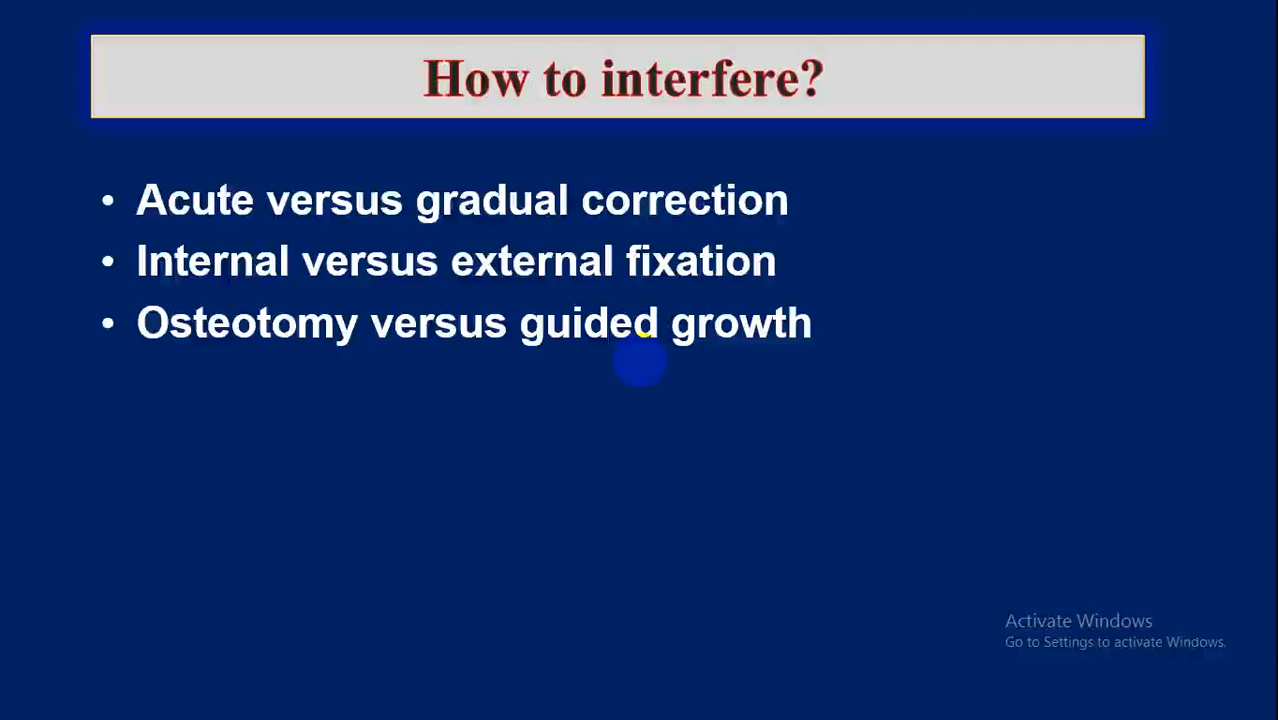 How to interfere?
• Acute versus gradual correction
• Internal versus external fixation
• Osteotomy versus guided growth
Activate Windows
Go to Settings to activate Windows.